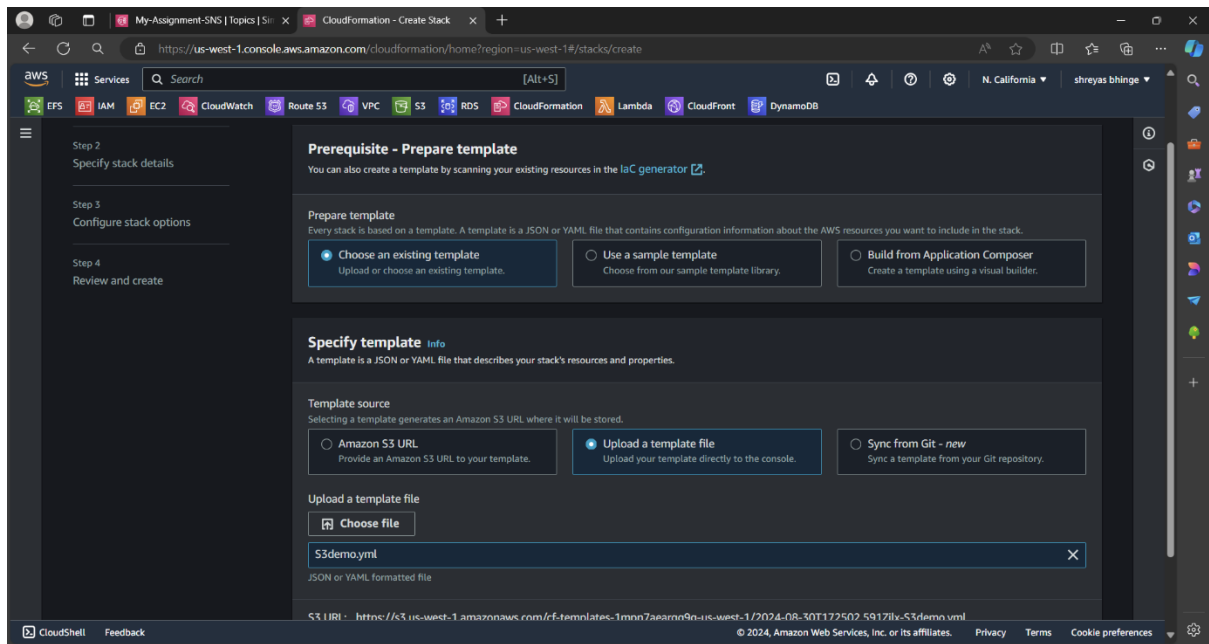 My-Assignment-SNS | Topics | Sin
CloudFormation - Create Stack
https://us-west-1.console.aws.amazon.com/cloudformation/home?region=us-west-1#/stacks/create
aws
Services
Search
[Alt+S]
N. California
shreyas bhinge
EFS
IAM
EC2
CloudWatch
Route 53
VPC
S3
RDS
CloudFormation
Lambda
CloudFront
DynamoDB
Step 2
Specify stack details
Step 3
Configure stack options
Step 4
Review and create
Prerequisite - Prepare template
You can also create a template by scanning your existing resources in the IaC generator.
Prepare template
Every stack is based on a template. A template is a JSON or YAML file that contains configuration information about the AWS resources you want to include in the stack.
Choose an existing template
Upload or choose an existing template.
Use a sample template
Choose from our sample template library.
Build from Application Composer
Create a template using a visual builder.
Specify template Info
A template is a JSON or YAML file that describes your stack's resources and properties.
Template source
Selecting a template generates an Amazon S3 URL where it will be stored.
Amazon S3 URL
Provide an Amazon S3 URL to your template.
Upload a template file
Upload your template directly to the console.
Sync from Git - new
Sync a template from your Git repository.
Upload a template file
Choose file
S3demo.yml
JSON or YAML formatted file
S3 URL:
CloudShell
Feedback
© 2024, Amazon Web Services, Inc. or its affiliates.
Privacy
Terms
Cookie preferences